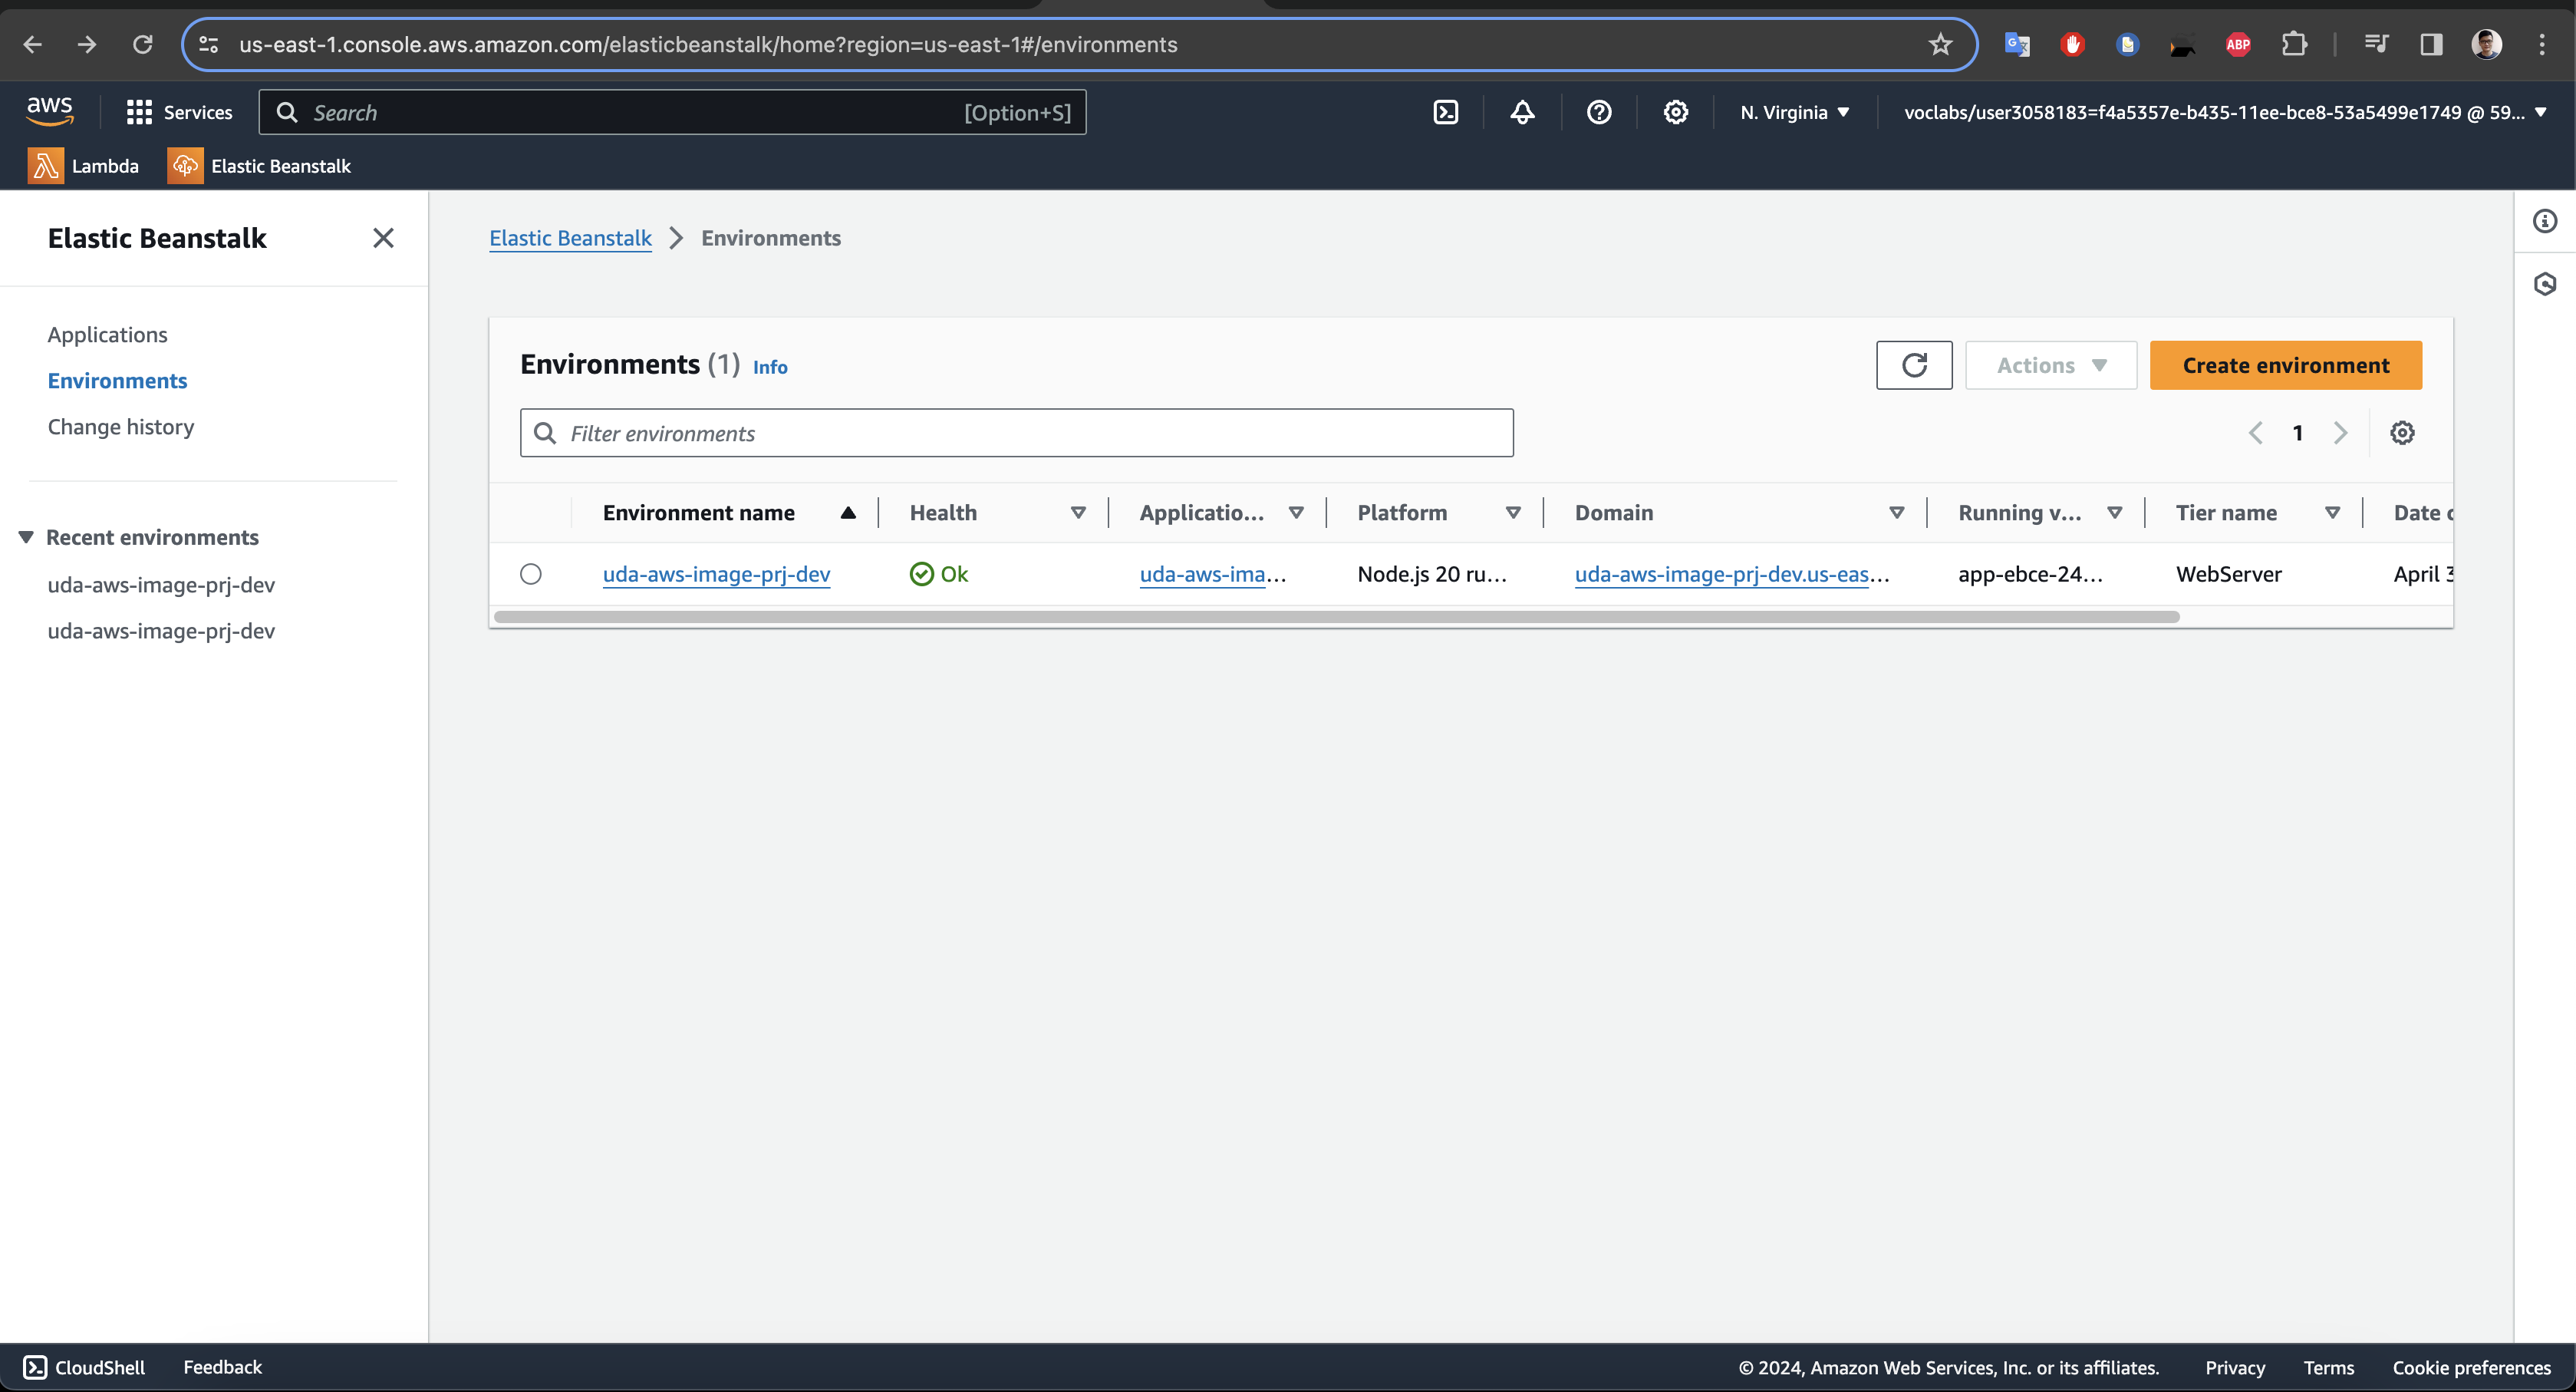 us-east-1.console.aws.amazon.com/elasticbeanstalk/home?region=us-east-1#/environments
ABP
aws Services Search [Option+S] N. Virginia voclabs/user3058183=f4a5357e-b435-11ee-bce8-53a5499e1749 @ 59...
Lambda Elastic Beanstalk
Elastic Beanstalk
Applications
Environments
Change history
Recent environments
uda-aws-image-prj-dev
uda-aws-image-prj-dev
Elastic Beanstalk > Environments
Environments (1) Info
Actions Create environment
Filter environments
1
Environment name Health Applicatio... Platform Domain Running v... Tier name Date
uda-aws-image-prj-dev Ok uda-aws-ima... Node.js 20 ru... uda-aws-image-prj-dev.us-eas... app-ebce-24... WebServer April
CloudShell Feedback © 2024, Amazon Web Services, Inc. or its affiliates. Privacy Terms Cookie preferences